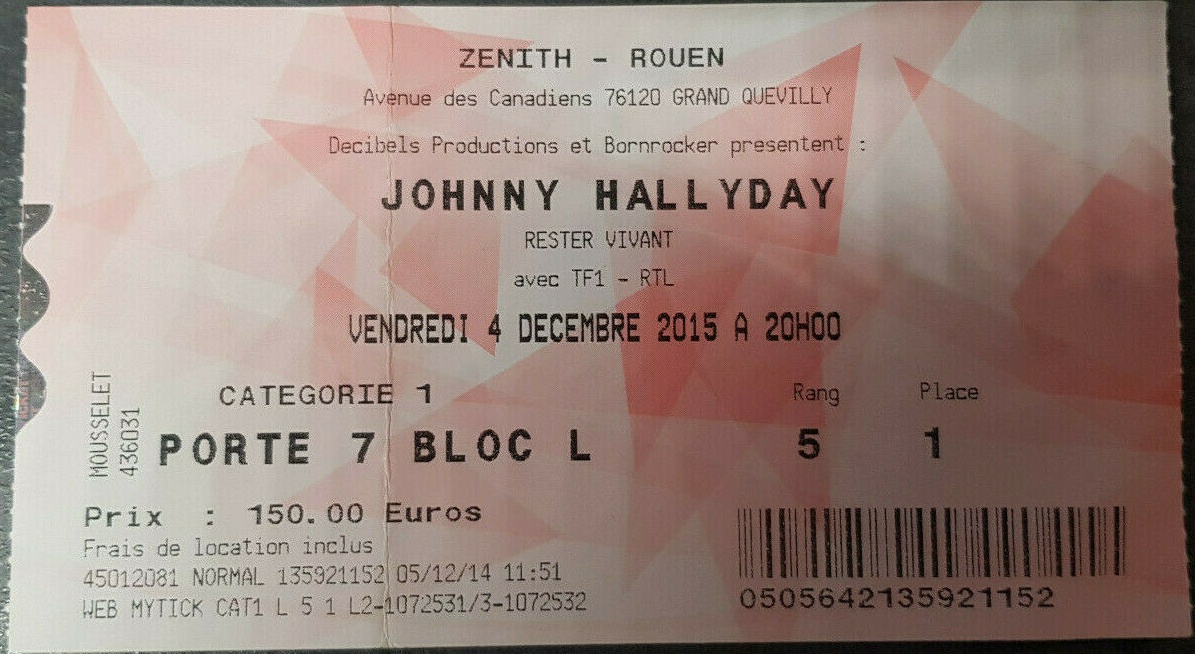 ZENITH - ROUEN
Avenue des Canadiens 76120 GRAND QUEVILLY
Decibels Productions et Bornrocker presentent :
JOHNNY HALLYDAY
RESTER VIVANT
avec TF1 - RTL
VENDREDI 4 DECEMBRE 2015 A 20H00
CATEGORIE 1
Rang Place
MOUSSELET
436031
PORTE 7 BLOC L
5 1
Prix : 150.00 Euros
Frais de location inclus
45012081 NORMAL 135921152 05/12/14 11:51
WEB MYTICK CAT1 L 5 1 L2-1072531/3-1072532
0505642135921152